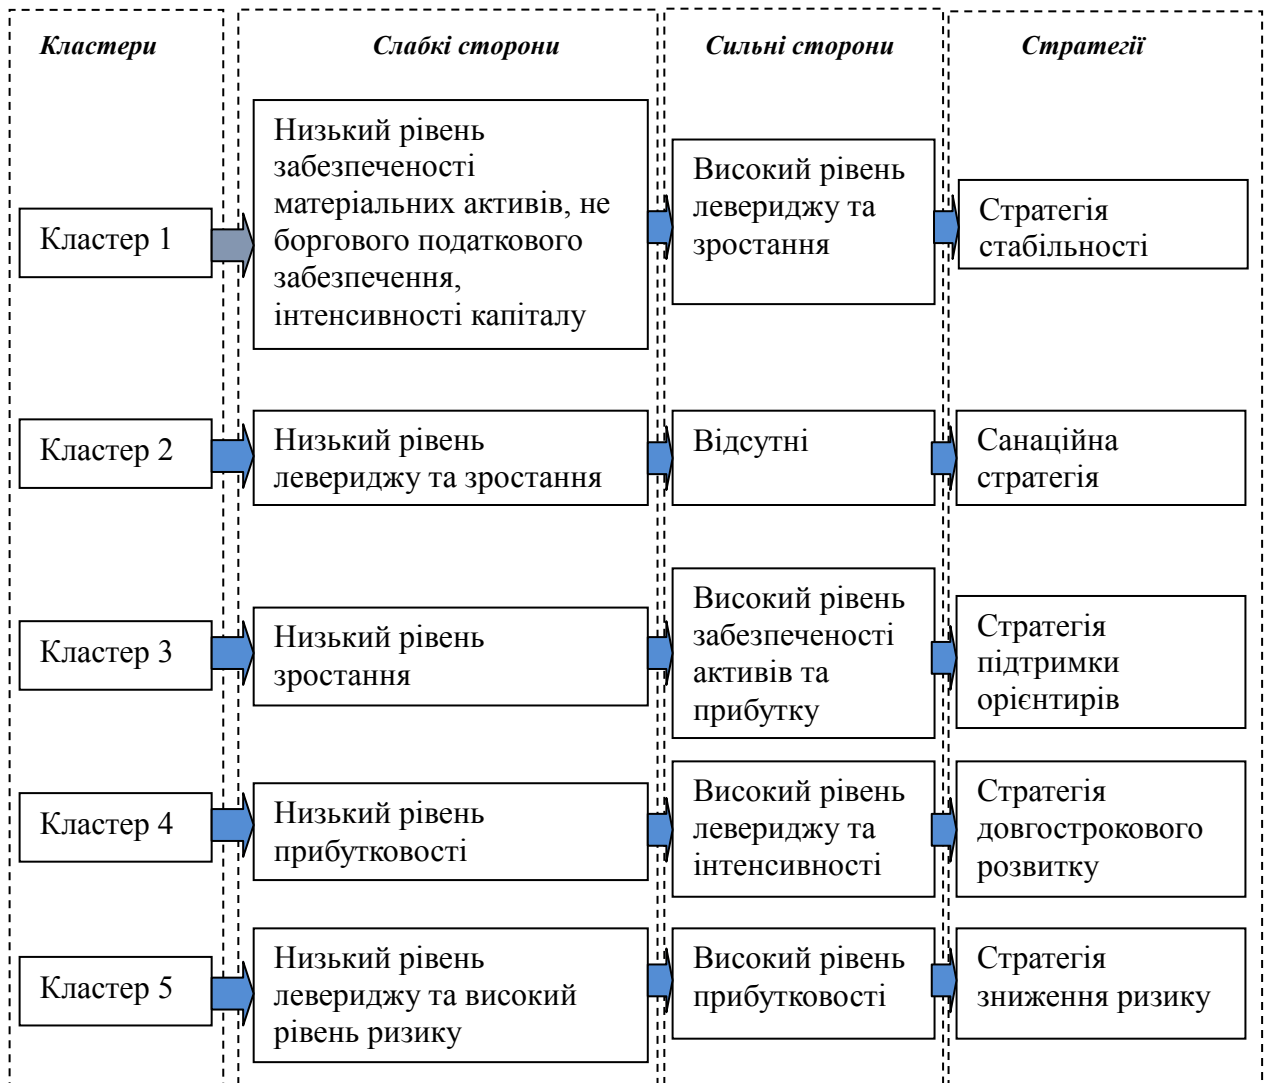 Кластери
Слабкі сторони
Сильні сторони
Стратегії
Кластер 1
Низький рівень
забезпеченості
матеріальних активів, не
боргового податкового
забезпечення,
інтенсивності капіталу
Високий рівень
левериджу та
зростання
Стратегія
стабільності
Кластер 2
Низький рівень
левериджу та зростання
Відсутні
Санаційна
стратегія
Кластер 3
Низький рівень
зростання
Високий рівень
забезпеченості
активів та
прибутку
Стратегія
підтримки
орієнтирів
Кластер 4
Низький рівень
прибутковості
Високий рівень
левериджу та
інтенсивності
Стратегія
довгострокового
розвитку
Кластер 5
Низький рівень
левериджу та високий
рівень ризику
Високий рівень
прибутковості
Стратегія
зниження ризику